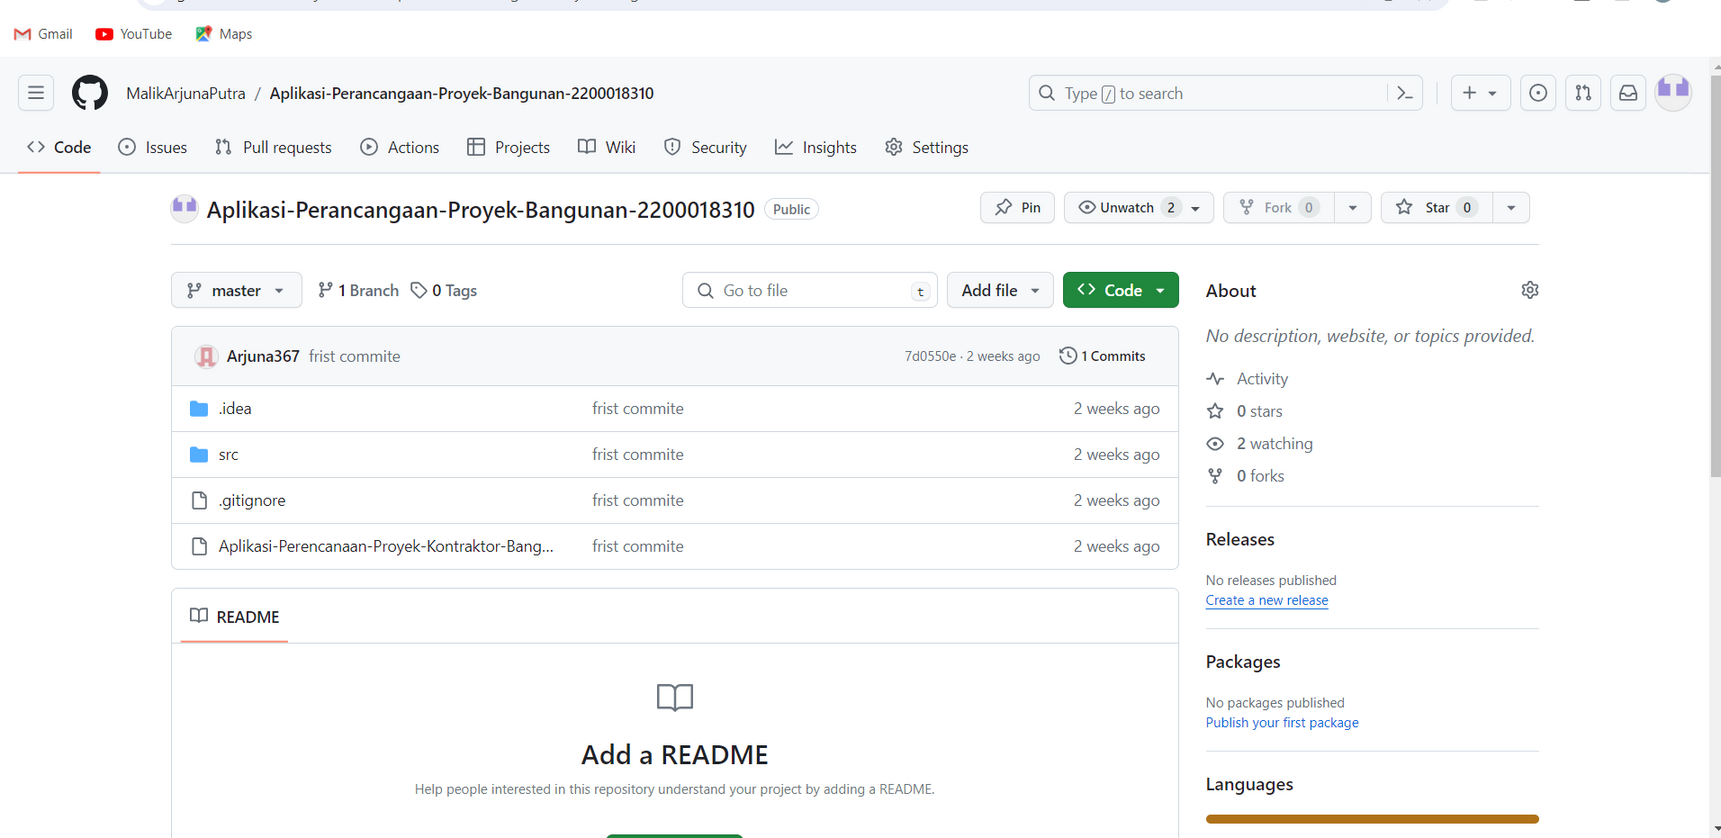 Gmail YouTube Maps
MalikArjunaPutra / Aplikasi-Perancangaan-Proyek-Bangunan-2200018310 Type / to search
Code Issues Pull requests Actions Projects Wiki Security Insights Settings
Aplikasi-Perancangaan-Proyek-Bangunan-2200018310 Public Pin Unwatch 2 Fork 0 Star 0
master 1 Branch 0 Tags Go to file t Add file Code
About
No description, website, or topics provided.
Arjuna367 frist commite 7d0550e · 2 weeks ago 1 Commits
Activity
.idea frist commite 2 weeks ago
0 stars
src frist commite 2 weeks ago
2 watching
.gitignore frist commite 2 weeks ago
0 forks
Aplikasi-Perencanaan-Proyek-Kontraktor-Bang... frist commite 2 weeks ago
Releases
No releases published
Create a new release
README
Packages
No packages published
Publish your first package
Add a README
Help people interested in this repository understand your project by adding a README.
Languages